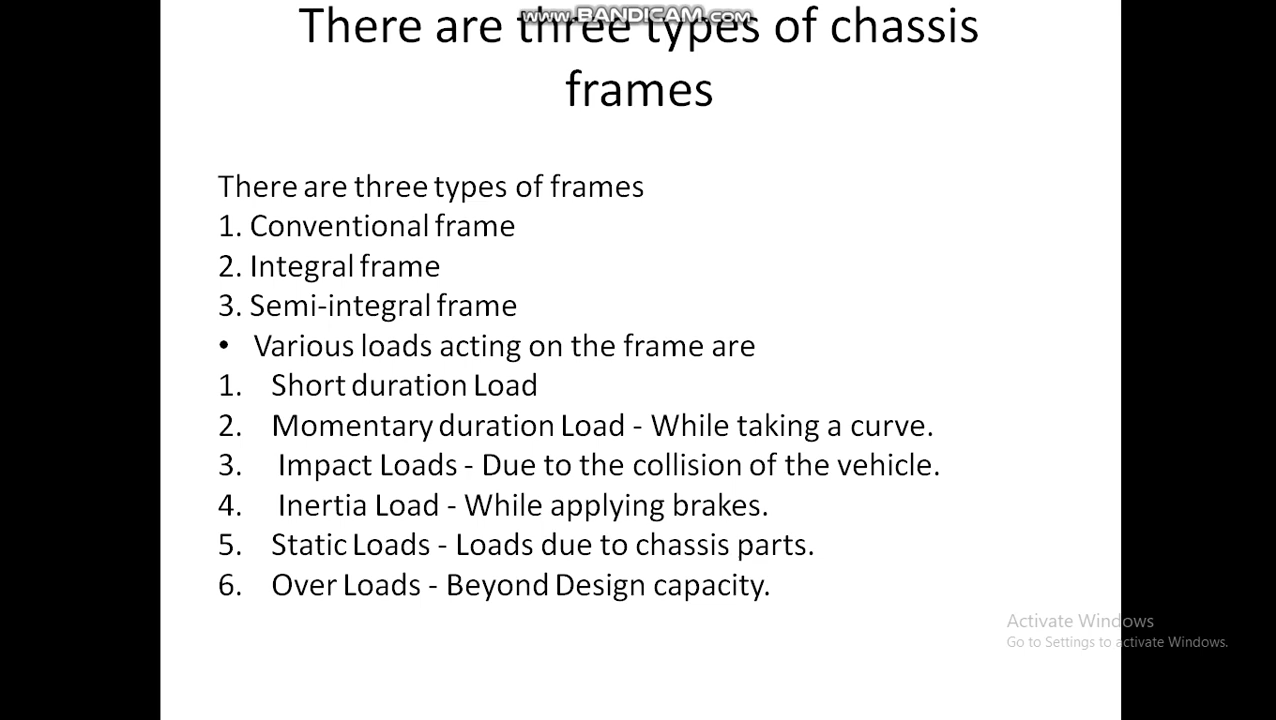 www.BANDICAM.com
There are three types of chassis
frames
There are three types of frames
1. Conventional frame
2. Integral frame
3. Semi-integral frame
• Various loads acting on the frame are
1. Short duration Load
2. Momentary duration Load - While taking a curve.
3. Impact Loads - Due to the collision of the vehicle.
4. Inertia Load - While applying brakes.
5. Static Loads - Loads due to chassis parts.
6. Over Loads - Beyond Design capacity.
Activate Windows
Go to Settings to activate Windows.